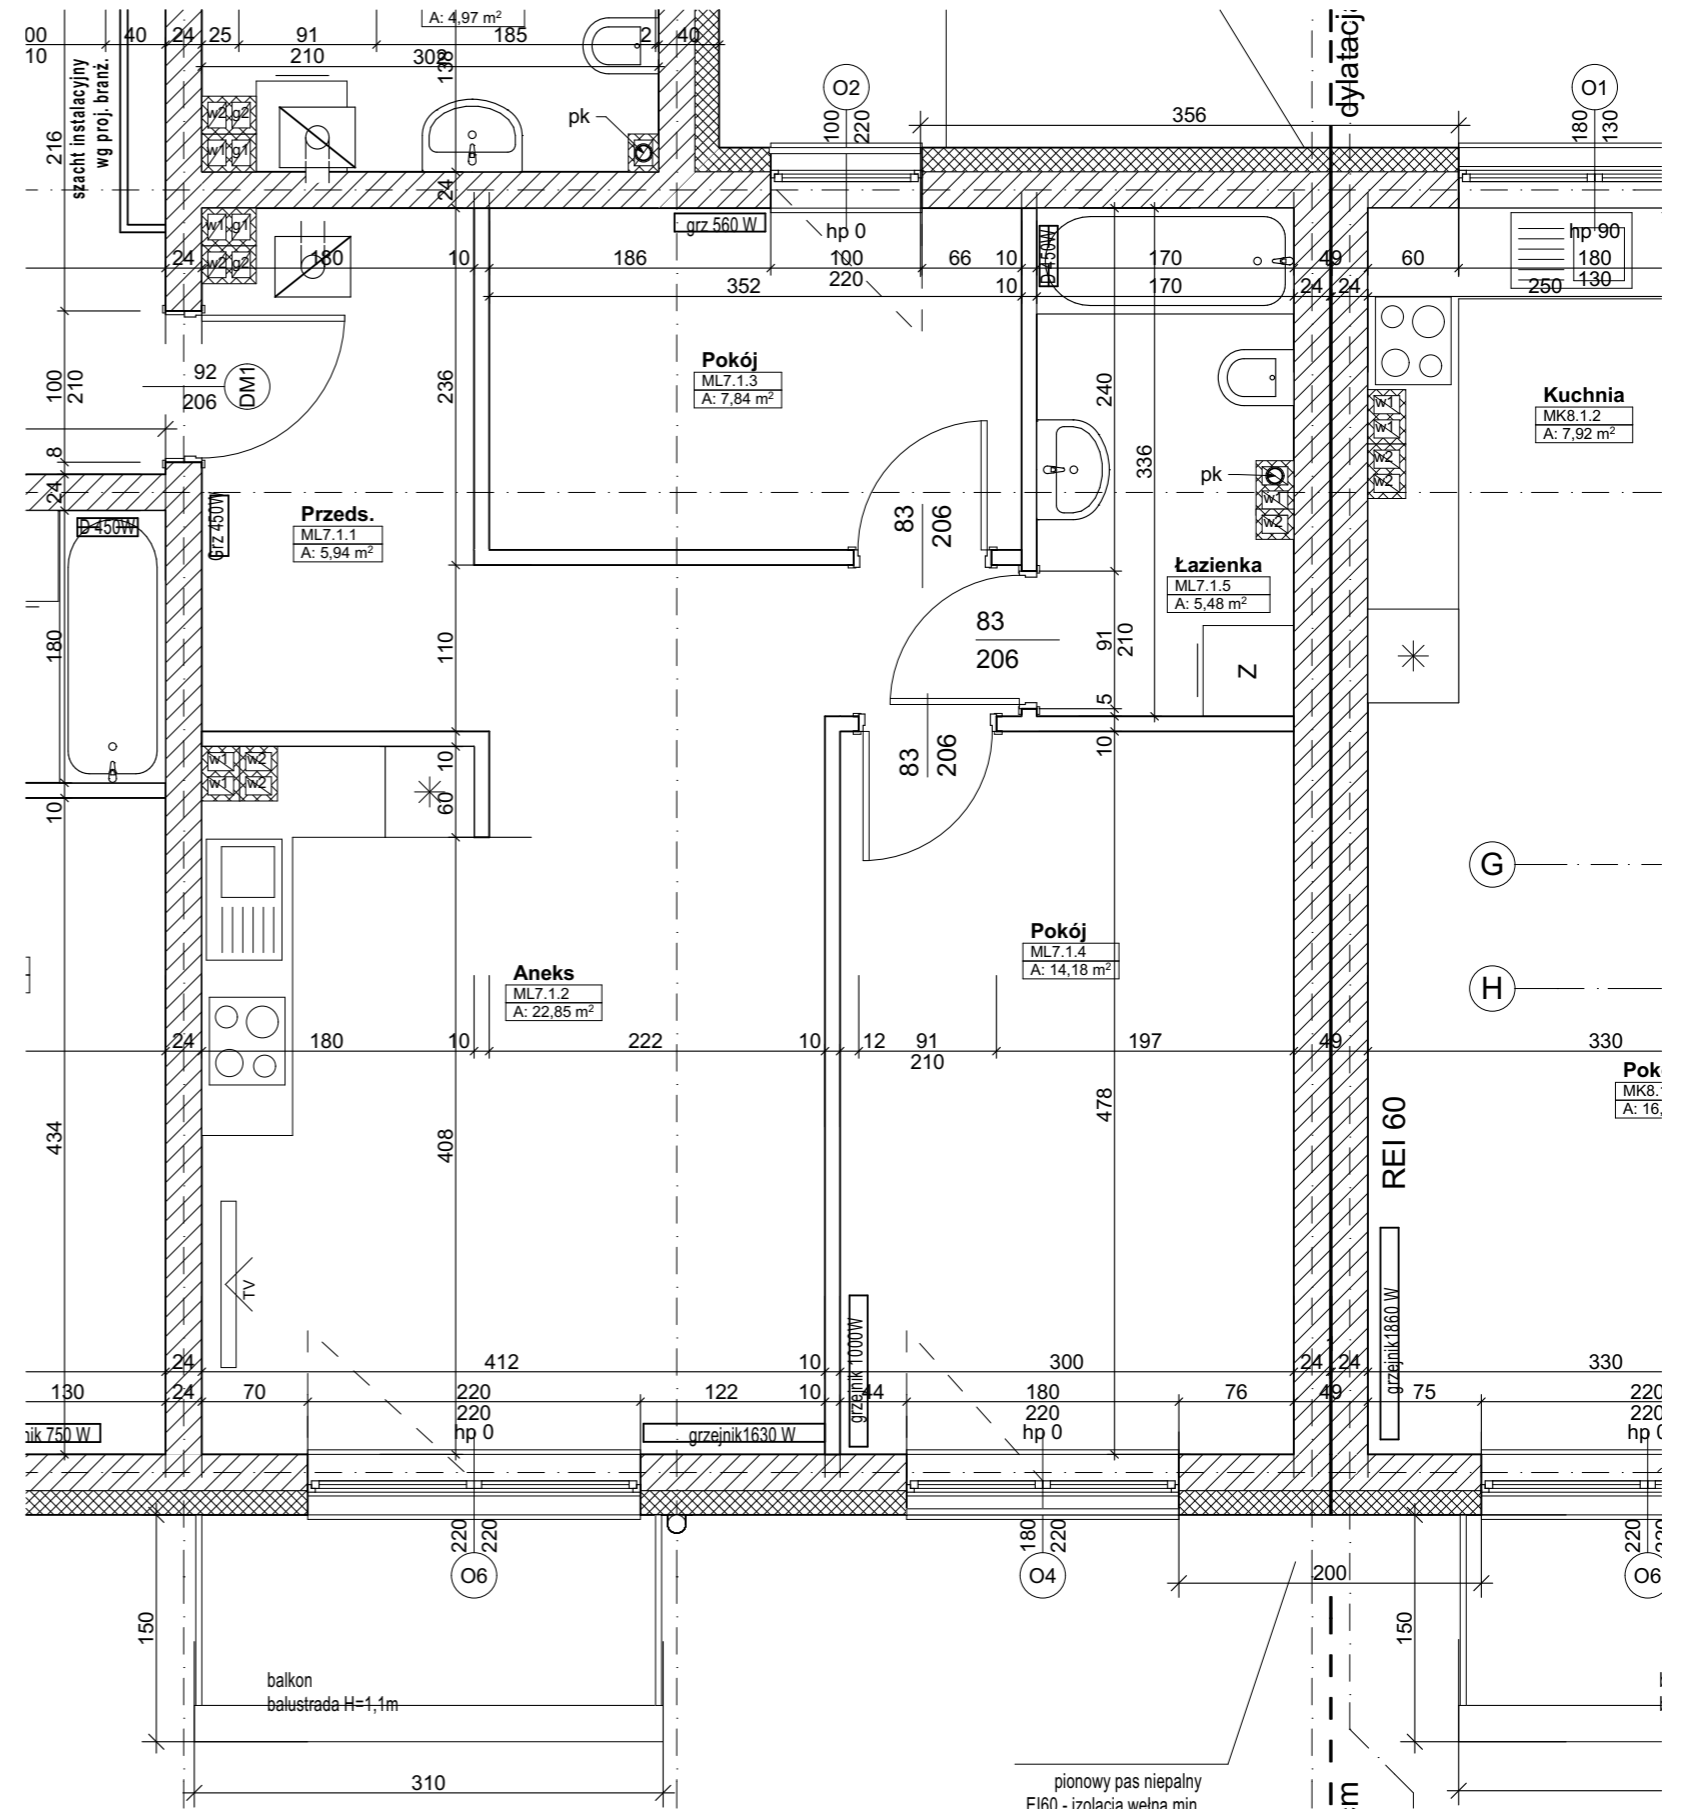 A: 4,97 m²
00 40 24 25 91 185 2 40
10 210 302
138
szacht instalacyjny
wg proj. branż.
216
w2 g2
w1 g1
pk
O2
100
220
356
dylatacja
O1
180
130
24
w1 g1
w2 g2
grz 560 W
hp 0
D 450W
hp 90
24 180 10 186 100 66 10 170 49 60 180
220 130
352 10 170 24 24 250
100
210
92
206
DM1
236
Pokój
ML7.1.3
A: 7,84 m²
240
336
Kuchnia
MK8.1.2
A: 7,92 m²
w1
w1
w2
w2
8
24
D 450W
Grz 450W
Przeds.
ML7.1.1
A: 5,94 m²
83
206
pk
w1
w2
Łazienka
ML7.1.5
A: 5,48 m²
180
110
83
206
91
210
Z
5
83
206
10
w1 w2
w1 w2
10
60
10
G
Pokój
ML7.1.4
A: 14,18 m²
H
Aneks
ML7.1.2
A: 22,85 m²
24 180 10 222 10 12 91 197 49 330
210
434
408
478
REI 60
MK8.
A: 16,
TV
grzejnik 1000W
grzejnik1860 W
24 412 10 300 24 24 330
130 24 70 220 122 10 44 180 76 49 75 220
220 220 220
hp 0 hp 0 hp
750 W
grzejnik1630 W
220
220
O6
180
220
O4
200
220
O6
150
150
balkon
balustrada H=1,1m
310
pionowy pas niepalny
EI60 - izolacja wełna min.